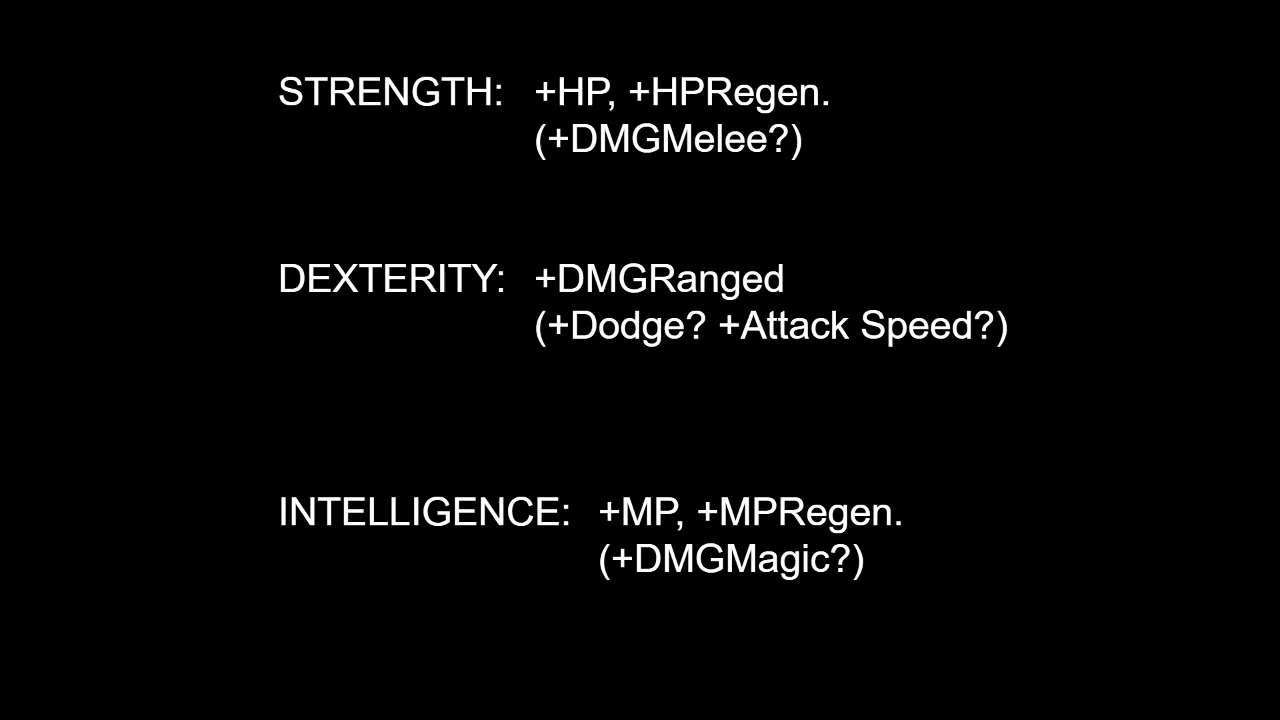 STRENGTH: +HP, +HPRegen.
(+DMGMelee?)
DEXTERITY: +DMGRanged
(+Dodge? +Attack Speed?)
INTELLIGENCE: +MP, +MPRegen.
(+DMGMagic?)